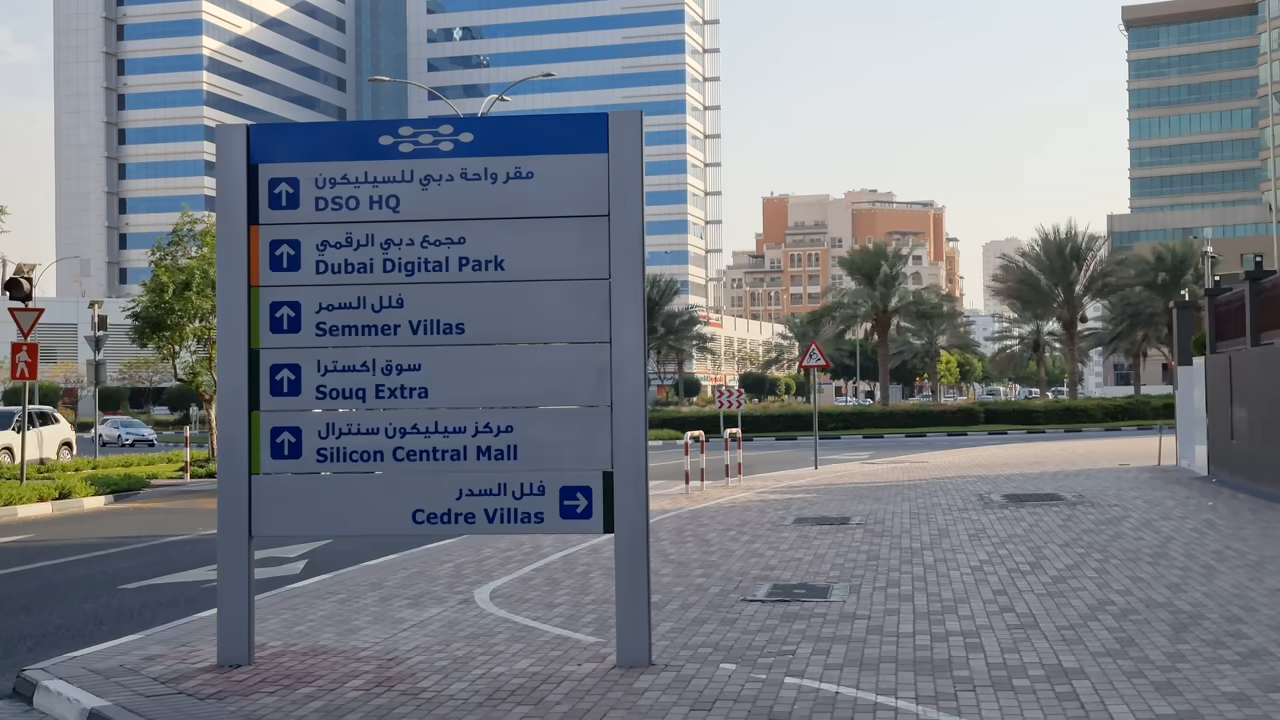 مقر واحة دبي للسيليكون
DSO HQ
مجمع دبي الرقمي
Dubai Digital Park
فلل السمر
Semmer Villas
سوق إكسترا
Souq Extra
مركز سيليكون سنترال
Silicon Central Mall
فلل السدر
Cedre Villas